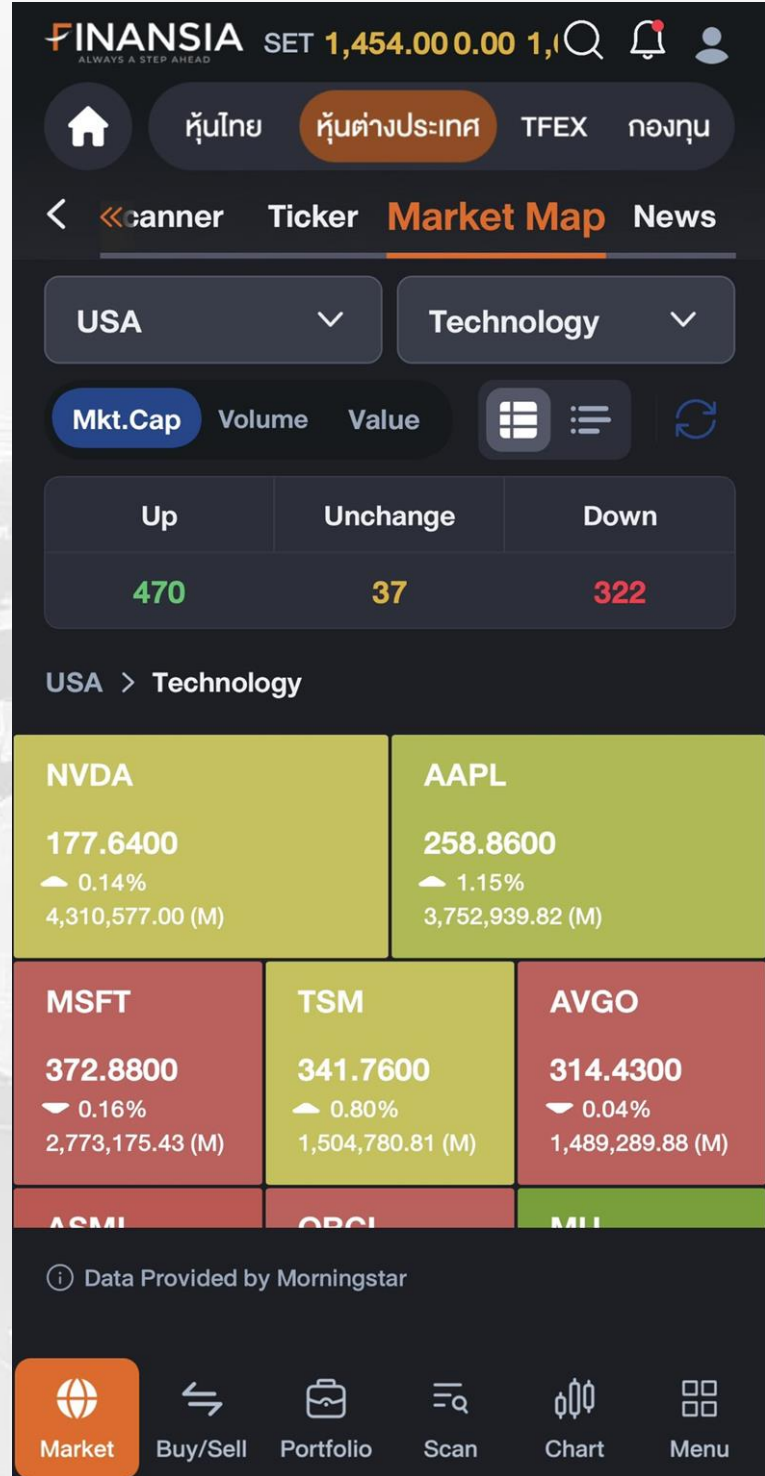 FINANSIA SET 1,454.00 0.00 1,
ALWAYS A STEP AHEAD
หุ้นไทย หุ้นต่างประเทศ TFEX กองทุน
canner Ticker Market Map News
USA Technology
Mkt.Cap Volume Value
Up Unchange Down
470 37 322
USA > Technology
NVDA AAPL
177.6400 258.8600
0.14% 1.15%
4,310,577.00 (M) 3,752,939.82 (M)
MSFT TSM AVGO
372.8800 341.7600 314.4300
0.16% 0.80% 0.04%
2,773,175.43 (M) 1,504,780.81 (M) 1,489,289.88 (M)
ASML ORCL MU
Data Provided by Morningstar
Market Buy/Sell Portfolio Scan Chart Menu